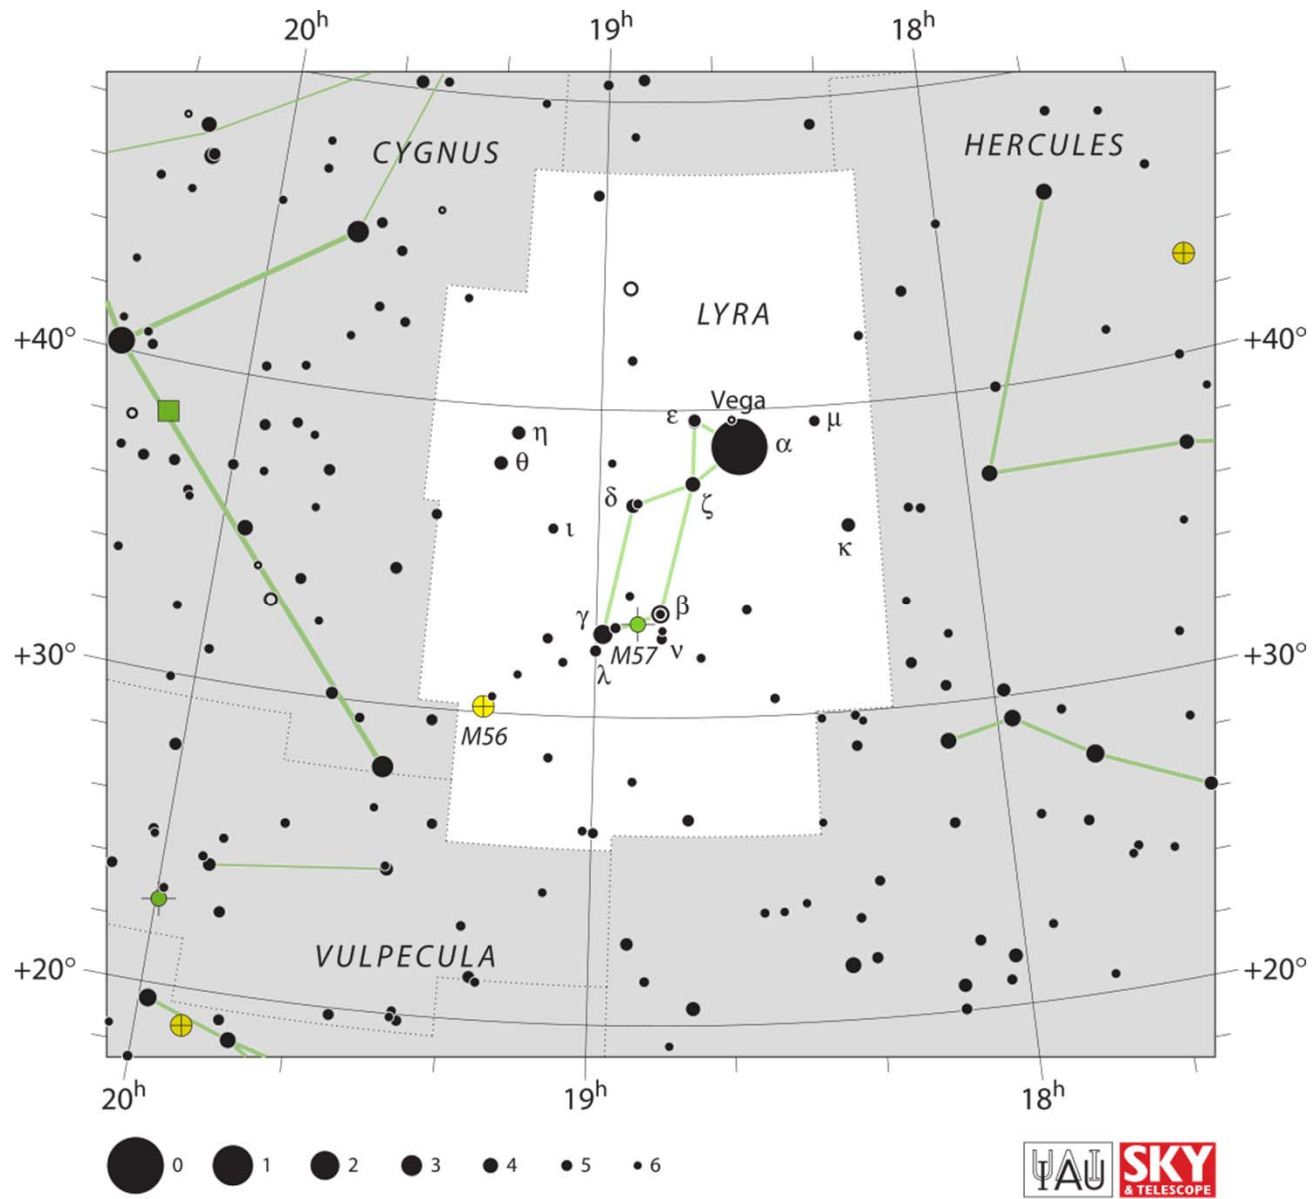 20h 19h 18h
CYGNUS
HERCULES
LYRA
+40° +40°
Vega
ε μ
η α
θ
δ ζ
ι κ
β
γ
M57 ν
+30° +30°
λ
M56
VULPECULA
+20° +20°
20h 19h 18h
0 1 2 3 4 5 6
IAU
SKY
& TELESCOPE